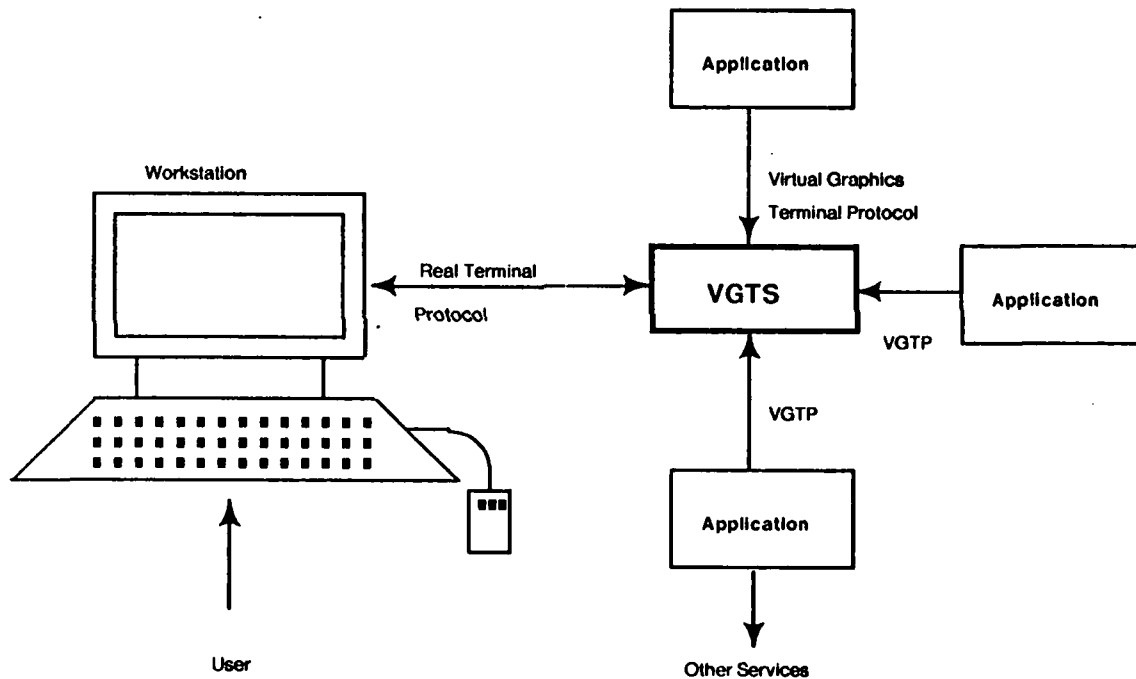 Application
Workstation
Virtual Graphics
Terminal Protocol
Real Terminal
Protocol
VGTS
Application
VGTP
VGTP
Application
User
Other Services